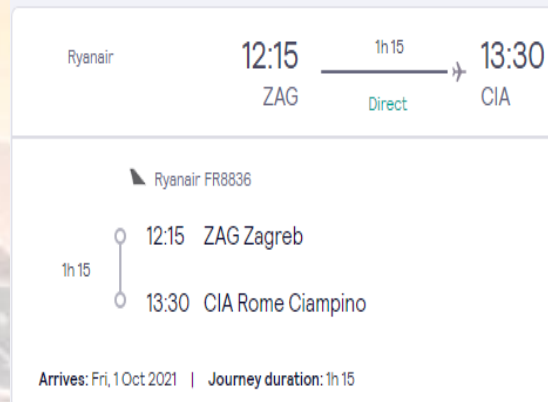 Ryanair 12:15 1h 15 13:30
ZAG Direct CIA
Ryanair FR8836
12:15 ZAG Zagreb
1h 15
13:30 CIA Rome Ciampino
Arrives: Fri, 1 Oct 2021 | Journey duration: 1h 15